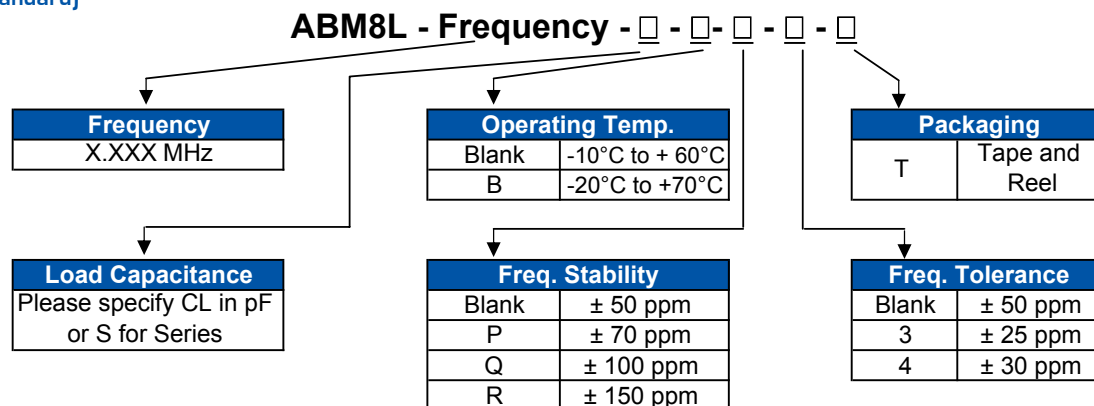 ABM8L - Frequency - □ - □- □ - □ - □
Frequency
X.XXX MHz
Operating Temp.
Blank -10°C to + 60°C
B -20°C to +70°C
Packaging
T Tape and
Reel
Load Capacitance
Please specify CL in pF
or S for Series
Freq. Stability
Blank ± 50 ppm
P ± 70 ppm
Q ± 100 ppm
R ± 150 ppm
Freq. Tolerance
Blank ± 50 ppm
3 ± 25 ppm
4 ± 30 ppm